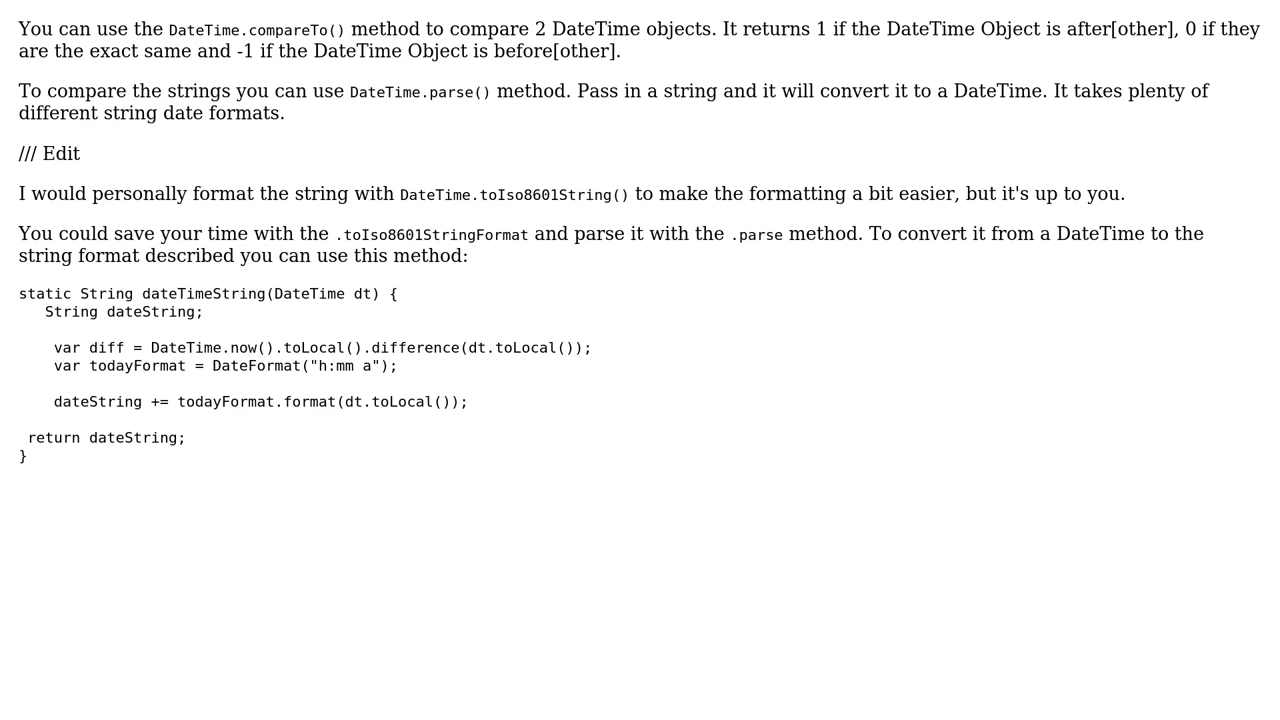 You can use the DateTime.compareTo() method to compare 2 DateTime objects. It returns 1 if the DateTime Object is after[other], 0 if they
are the exact same and -1 if the DateTime Object is before[other].
To compare the strings you can use DateTime.parse() method. Pass in a string and it will convert it to a DateTime. It takes plenty of
different string date formats.
/// Edit
I would personally format the string with DateTime.toIso8601String() to make the formatting a bit easier, but it's up to you.
You could save your time with the .toIso8601StringFormat and parse it with the .parse method. To convert it from a DateTime to the
string format described you can use this method:
static String dateTimeString(DateTime dt) {
   String dateString;

    var diff = DateTime.now().toLocal().difference(dt.toLocal());
    var todayFormat = DateFormat("h:mm a");

    dateString += todayFormat.format(dt.toLocal());

 return dateString;
}